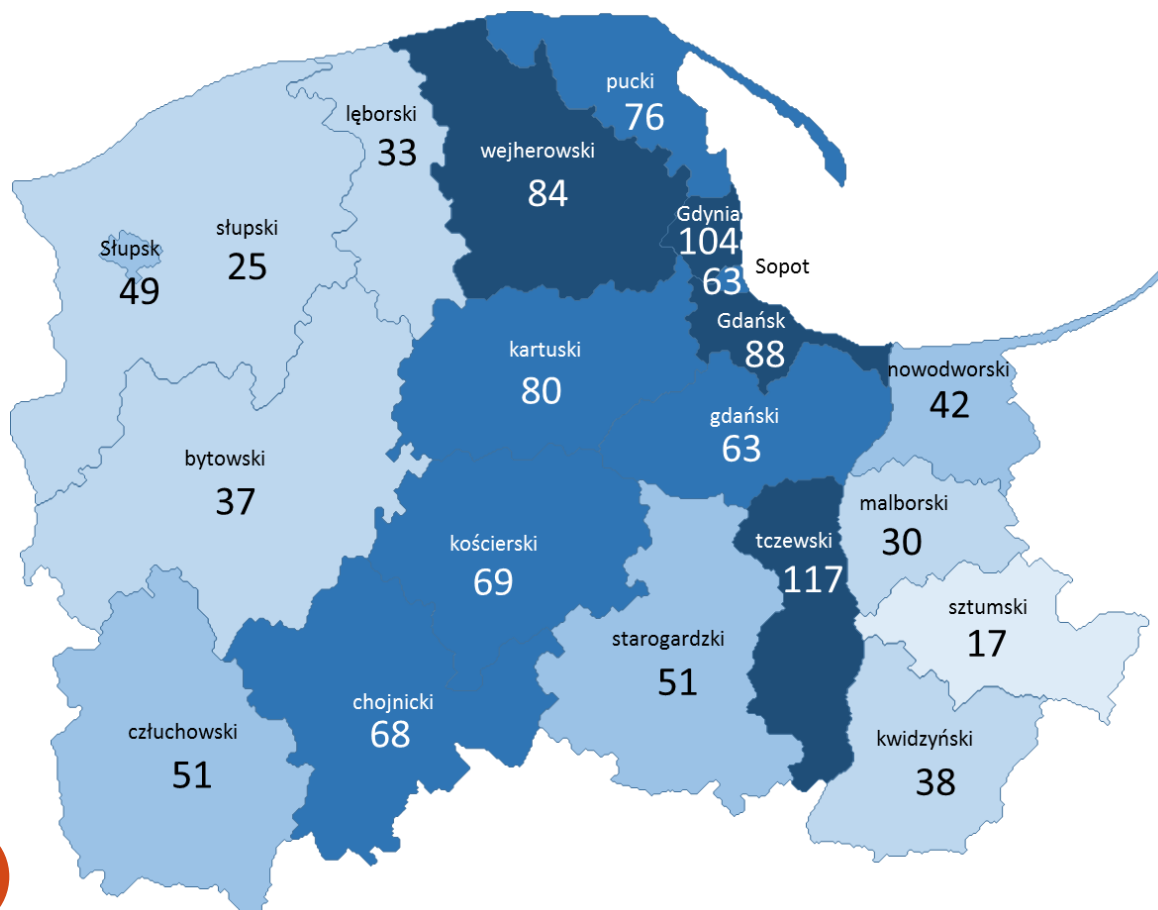 pucki
76
lęborski
33
wejherowski
84
Gdynia
104
słupski
25
Słupsk
49
63
Sopot
Gdańsk
88
kartuski
80
nowodworski
42
gdański
63
bytowski
37
malborski
30
kościerski
69
tczewski
117
sztumski
17
starogardzki
51
chojnicki
68
człuchowski
51
kwidzyński
38